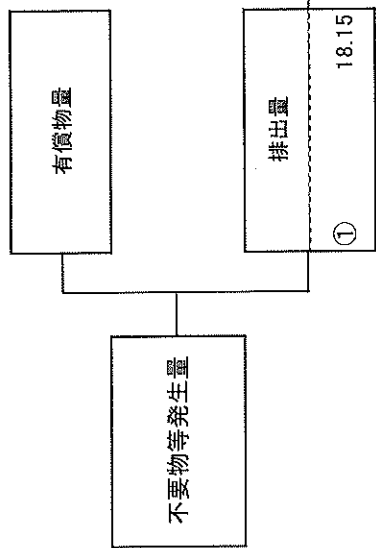 有償物量
不要物等発生量
排出量
① 18.15